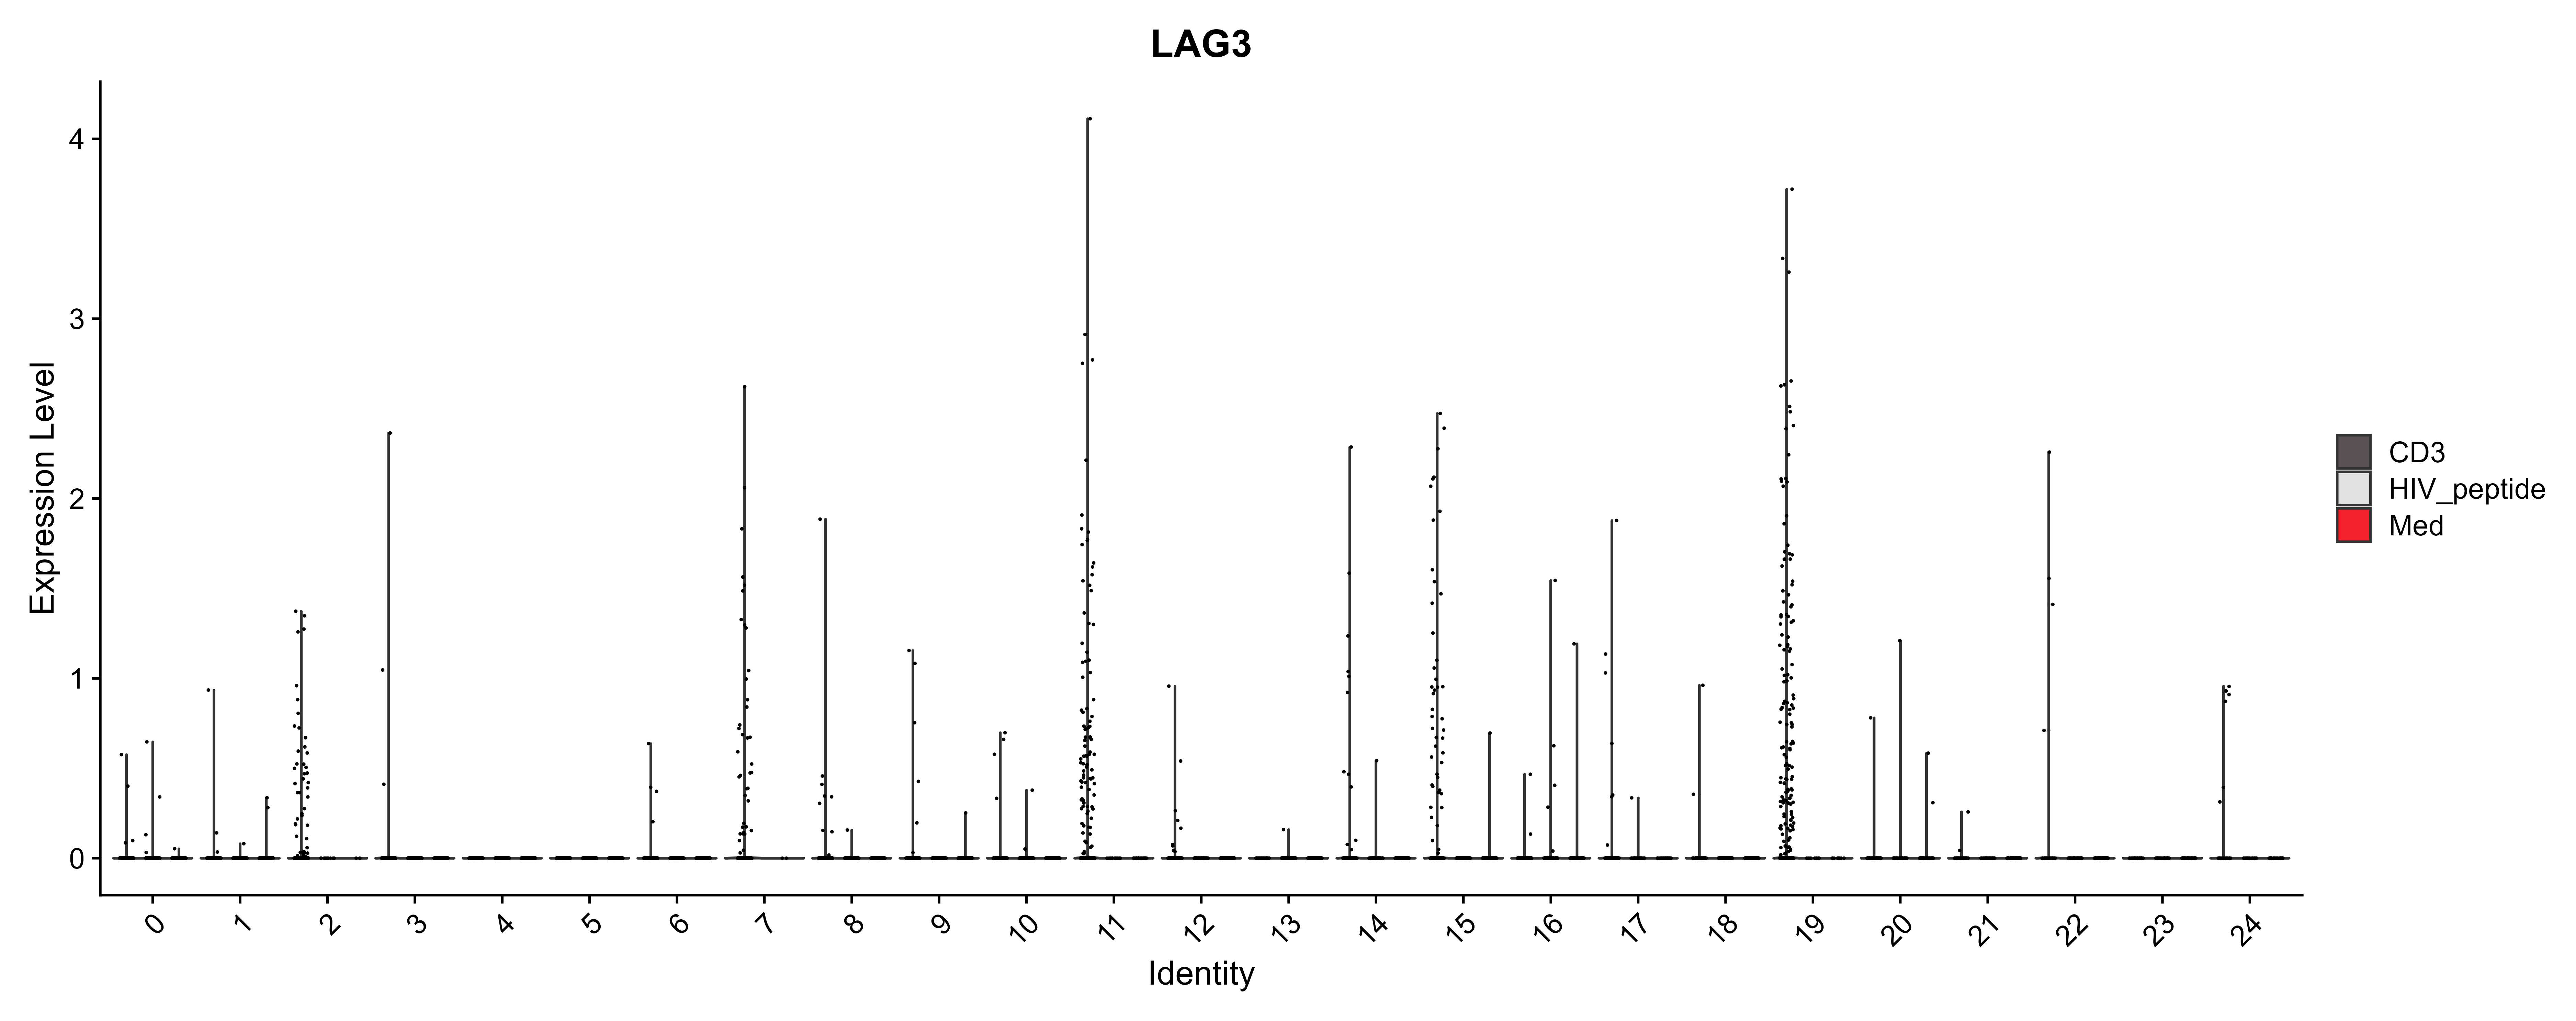 LAG3
Expression Level
4
3
2
1
0
0 1 2 3 4 5 6 7 8 9 10 11 12 13 14 15 16 17 18 19 20 21 22 23 24
Identity
CD3
HIV_peptide
Med